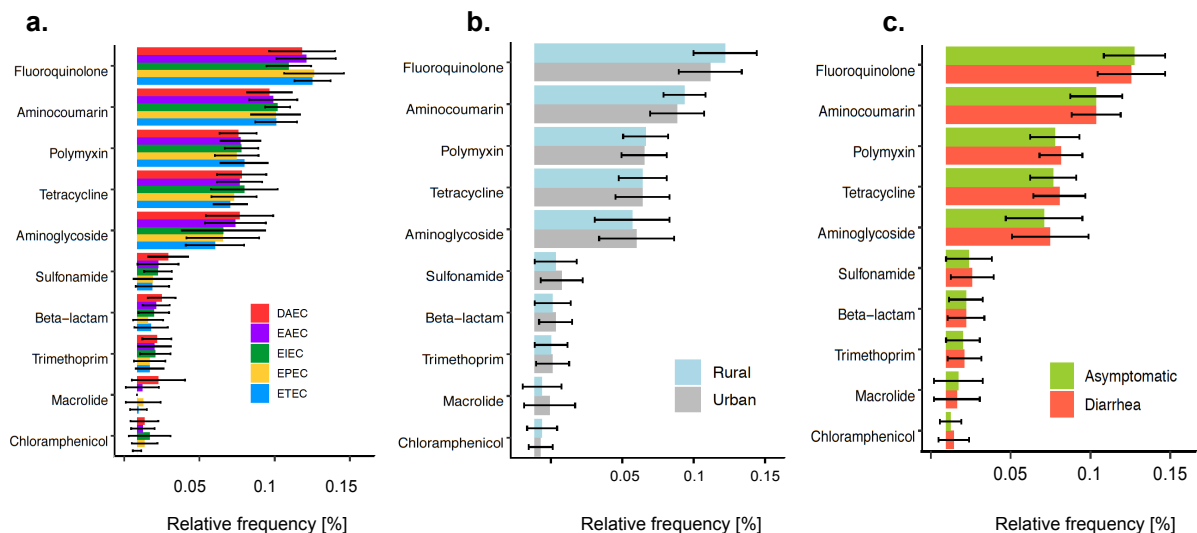 a.
Fluoroquinolone
Aminocoumarin
Polymyxin
Tetracycline
Aminoglycoside
Sulfonamide
Beta−lactam
Trimethoprim
Macrolide
Chloramphenicol
DAEC
EAEC
EIEC
EPEC
ETEC
0.05 0.1 0.15
Relative frequency [%]
b.
Fluoroquinolone
Aminocoumarin
Polymyxin
Tetracycline
Aminoglycoside
Sulfonamide
Beta−lactam
Trimethoprim
Macrolide
Chloramphenicol
Rural
Urban
0.05 0.1 0.15
Relative frequency [%]
c.
Fluoroquinolone
Aminocoumarin
Polymyxin
Tetracycline
Aminoglycoside
Sulfonamide
Beta−lactam
Trimethoprim
Macrolide
Chloramphenicol
Asymptomatic
Diarrhea
0.05 0.1 0.15
Relative frequency [%]